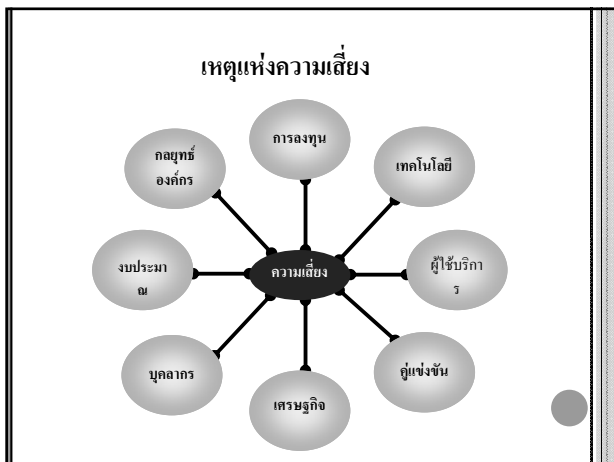 เหตุแห่งความเสี่ยง
การลงทุน
กลยุทธ์
องค์กร
เทคโนโลยี
งบประมา
ณ
ความเสี่ยง
ผู้ใช้บริกา
ร
บุคลากร
เศรษฐกิจ
คู่แข่งขัน